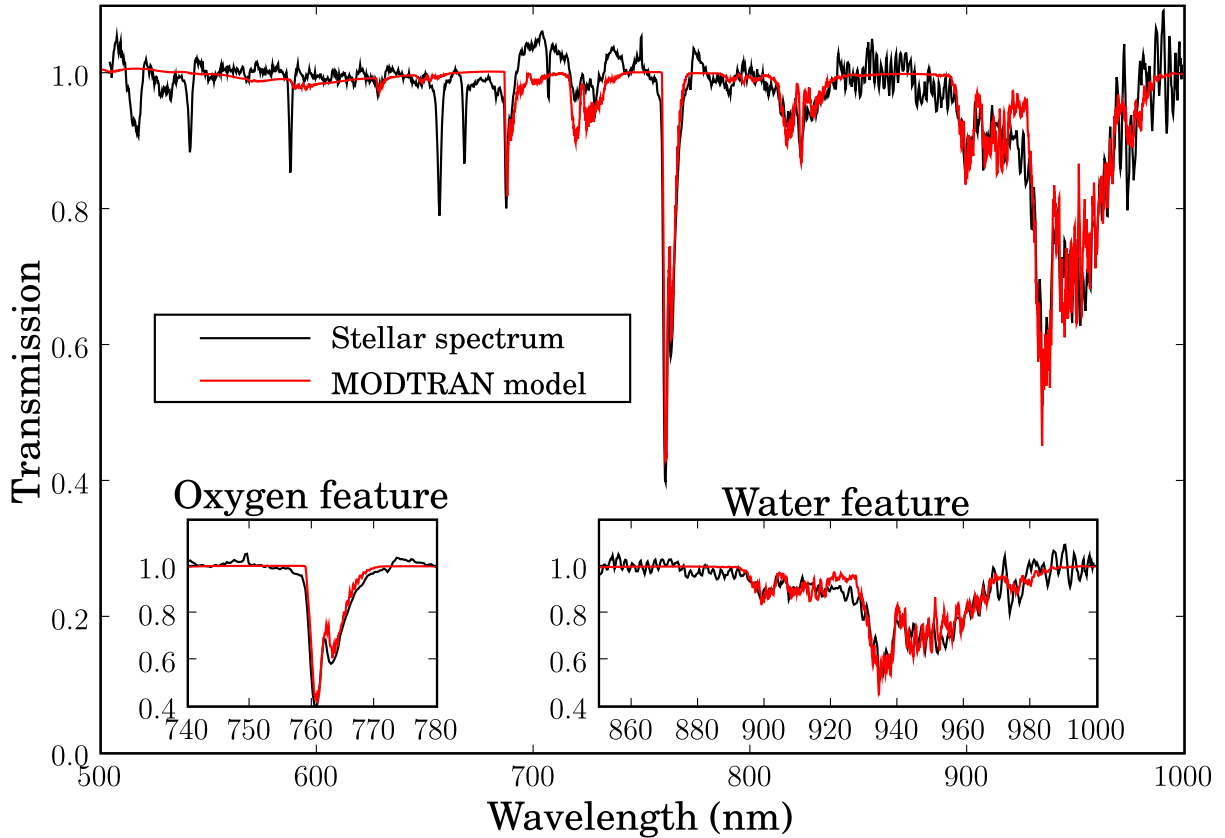 Transmission
1.0
0.8
0.6
0.4
0.2
0.0
Stellar spectrum
MODTRAN model
Oxygen feature
1.0
0.8
0.6
0.4
740 750 760 770 780
Water feature
1.0
0.8
0.6
0.4
860 880 900 920 940 960 980 1000
500 600 700 800 900 1000
Wavelength (nm)